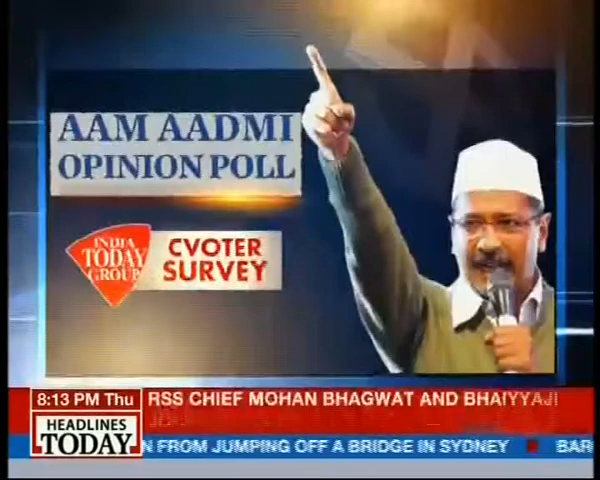 AAM AADMI
OPINION POLL
INDIA
TODAY
GROUP
CVOTER
SURVEY
8:13 PM Thu
RSS CHIEF MOHAN BHAGWAT AND BHAIYYAJI
HEADLINES
TODAY
N FROM JUMPING OFF A BRIDGE IN SYDNEY
BAR